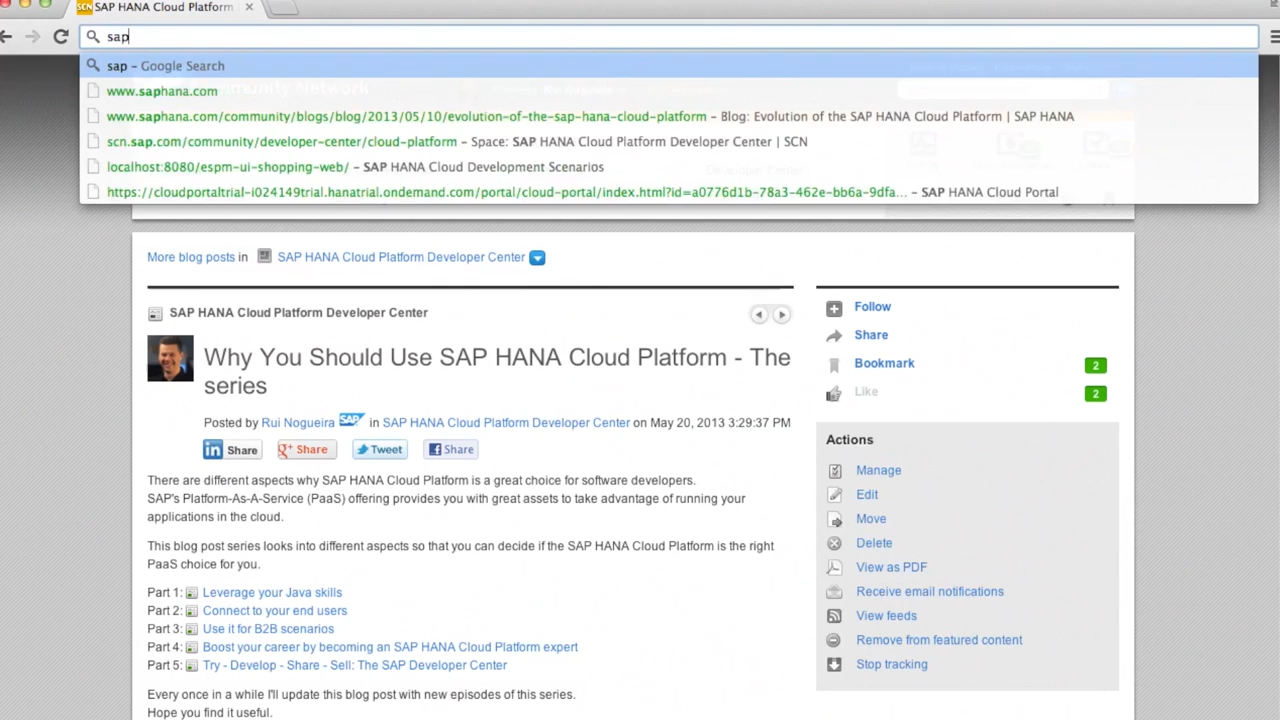 SCN SAP HANA Cloud Platform
sap
sap – Google Search
www.saphana.com
www.saphana.com/community/blogs/blog/2013/05/10/evolution-of-the-sap-hana-cloud-platform – Blog: Evolution of the SAP HANA Cloud Platform | SAP HANA
scn.sap.com/community/developer-center/cloud-platform – Space: SAP HANA Cloud Platform Developer Center | SCN
localhost:8080/espm-ui-shopping-web/ – SAP HANA Cloud Development Scenarios
https://cloudportaltrial-i024149trial.hanatrial.ondemand.com/portal/cloud-portal/index.html?id=a0776d1b-78a3-462e-bb6a-9dfa... – SAP HANA Cloud Portal
More blog posts in SAP HANA Cloud Platform Developer Center
SAP HANA Cloud Platform Developer Center
Why You Should Use SAP HANA Cloud Platform - The
series
Posted by Rui Nogueira SAP in SAP HANA Cloud Platform Developer Center on May 20, 2013 3:29:37 PM
in Share g+ Share Tweet f Share
There are different aspects why SAP HANA Cloud Platform is a great choice for software developers.
SAP's Platform-As-A-Service (PaaS) offering provides you with great assets to take advantage of running your
applications in the cloud.
This blog post series looks into different aspects so that you can decide if the SAP HANA Cloud Platform is the right
PaaS choice for you.
Part 1: Leverage your Java skills
Part 2: Connect to your end users
Part 3: Use it for B2B scenarios
Part 4: Boost your career by becoming an SAP HANA Cloud Platform expert
Part 5: Try - Develop - Share - Sell: The SAP Developer Center
Every once in a while I'll update this blog post with new episodes of this series.
Hope you find it useful.
Follow
Share
Bookmark 2
Like 2
Actions
Manage
Edit
Move
Delete
View as PDF
Receive email notifications
View feeds
Remove from featured content
Stop tracking